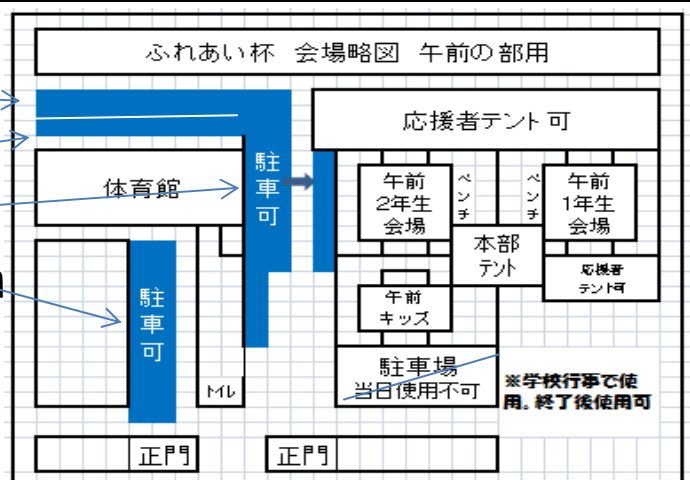 ふれあい杯 会場略図 午前の部用
応援者テント可
体育館
駐
車
可
午前
2年生
会場
ベンチ
ベンチ
午前
1年生
会場
本部
テント
応援者
テント可
駐
車
可
午前
キッズ
トイレ
駐車場
当日使用不可
※学校行事で使
用。終了後使用可
正門
正門